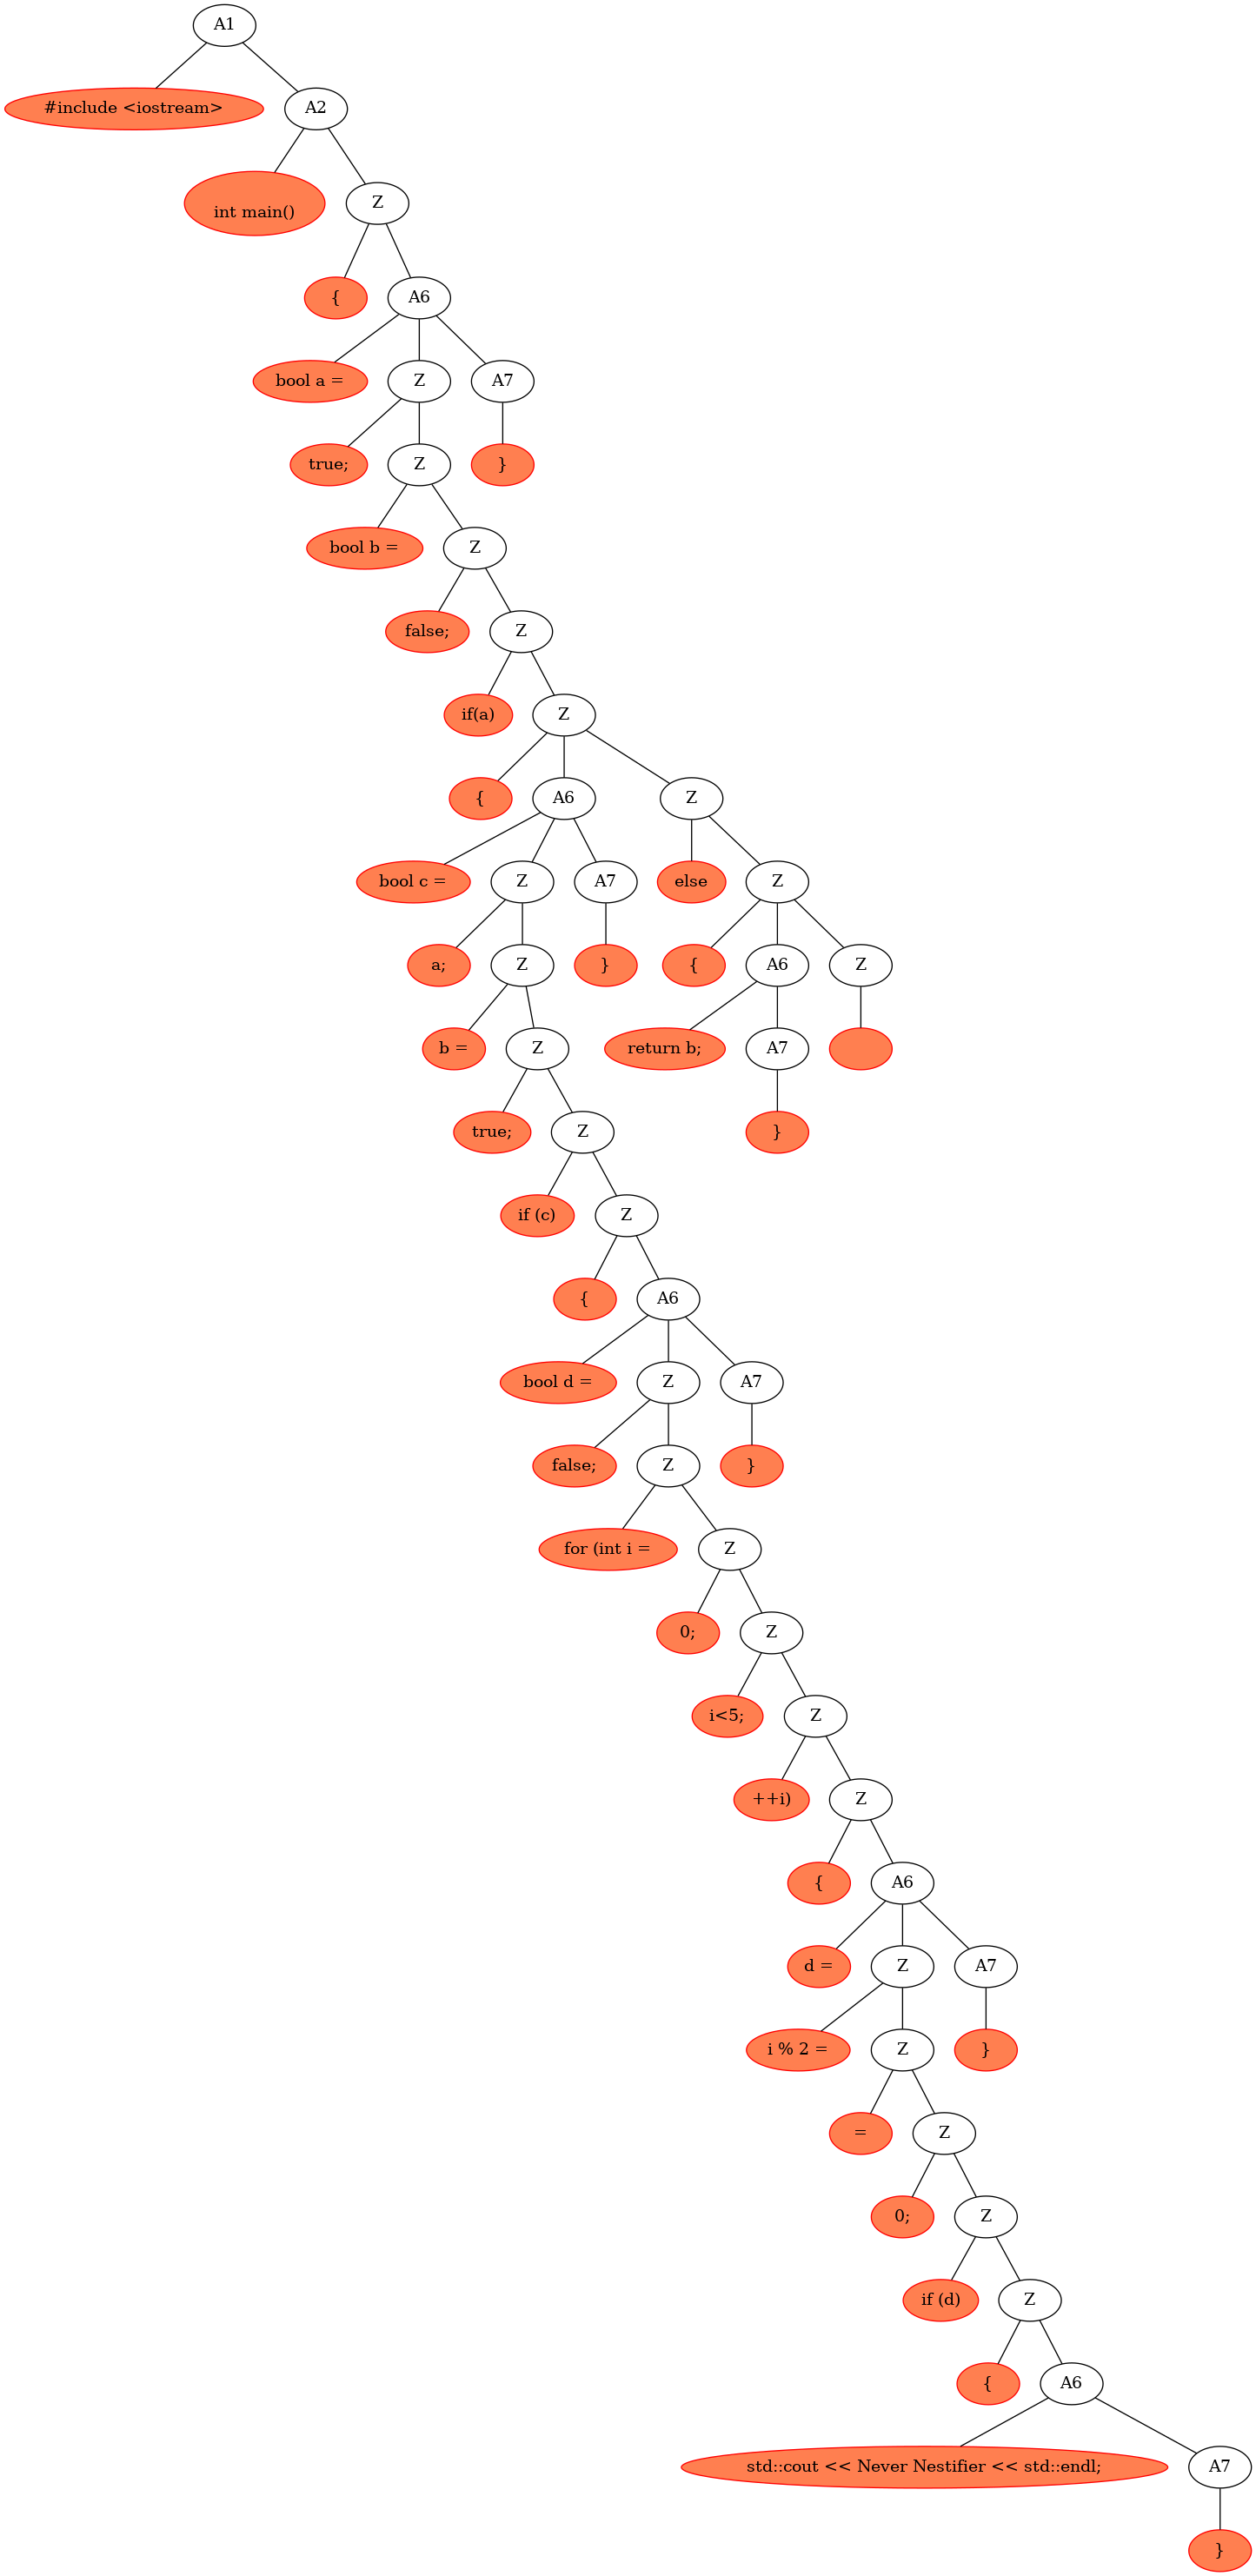 A1
#include <iostream>
A2
int main()
Z
{
A6
bool a =
Z
A7
true;
Z
}
bool b =
Z
false;
Z
if(a)
Z
{
A6
Z
bool c =
Z
A7
else
Z
a;
Z
}
{
A6
Z
b =
Z
return b;
A7
true;
Z
}
if (c)
Z
{
A6
bool d =
Z
A7
false;
Z
}
for (int i =
Z
0;
Z
i<5;
Z
++i)
Z
{
A6
d =
Z
A7
i % 2 =
Z
}
=
Z
0;
Z
if (d)
Z
{
A6
std::cout << Never Nestifier << std::endl;
A7
}